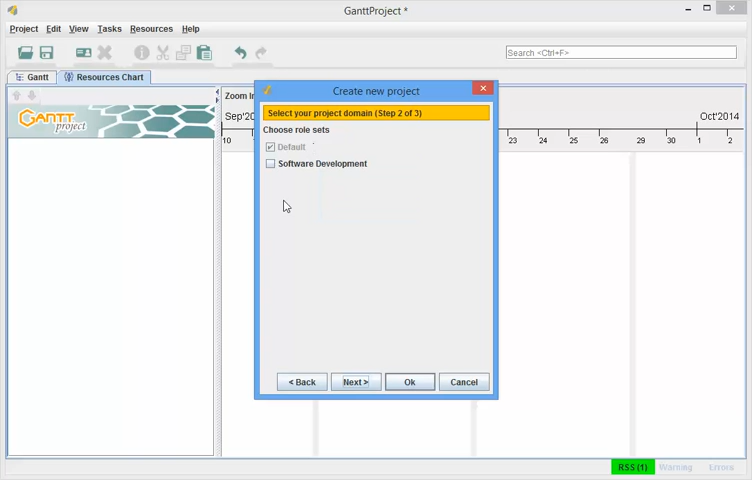 GanttProject *
Project Edit View Tasks Resources Help
Search <Ctrl+F>
Gantt Resources Chart
GANTT project
Zoom In
Sep'20
Oct'2014
10 23 24 25 26 29 30 1 2
Create new project
Select your project domain (Step 2 of 3)
Choose role sets
Default
Software Development
< Back Next > Ok Cancel
RSS (1) Warning Errors